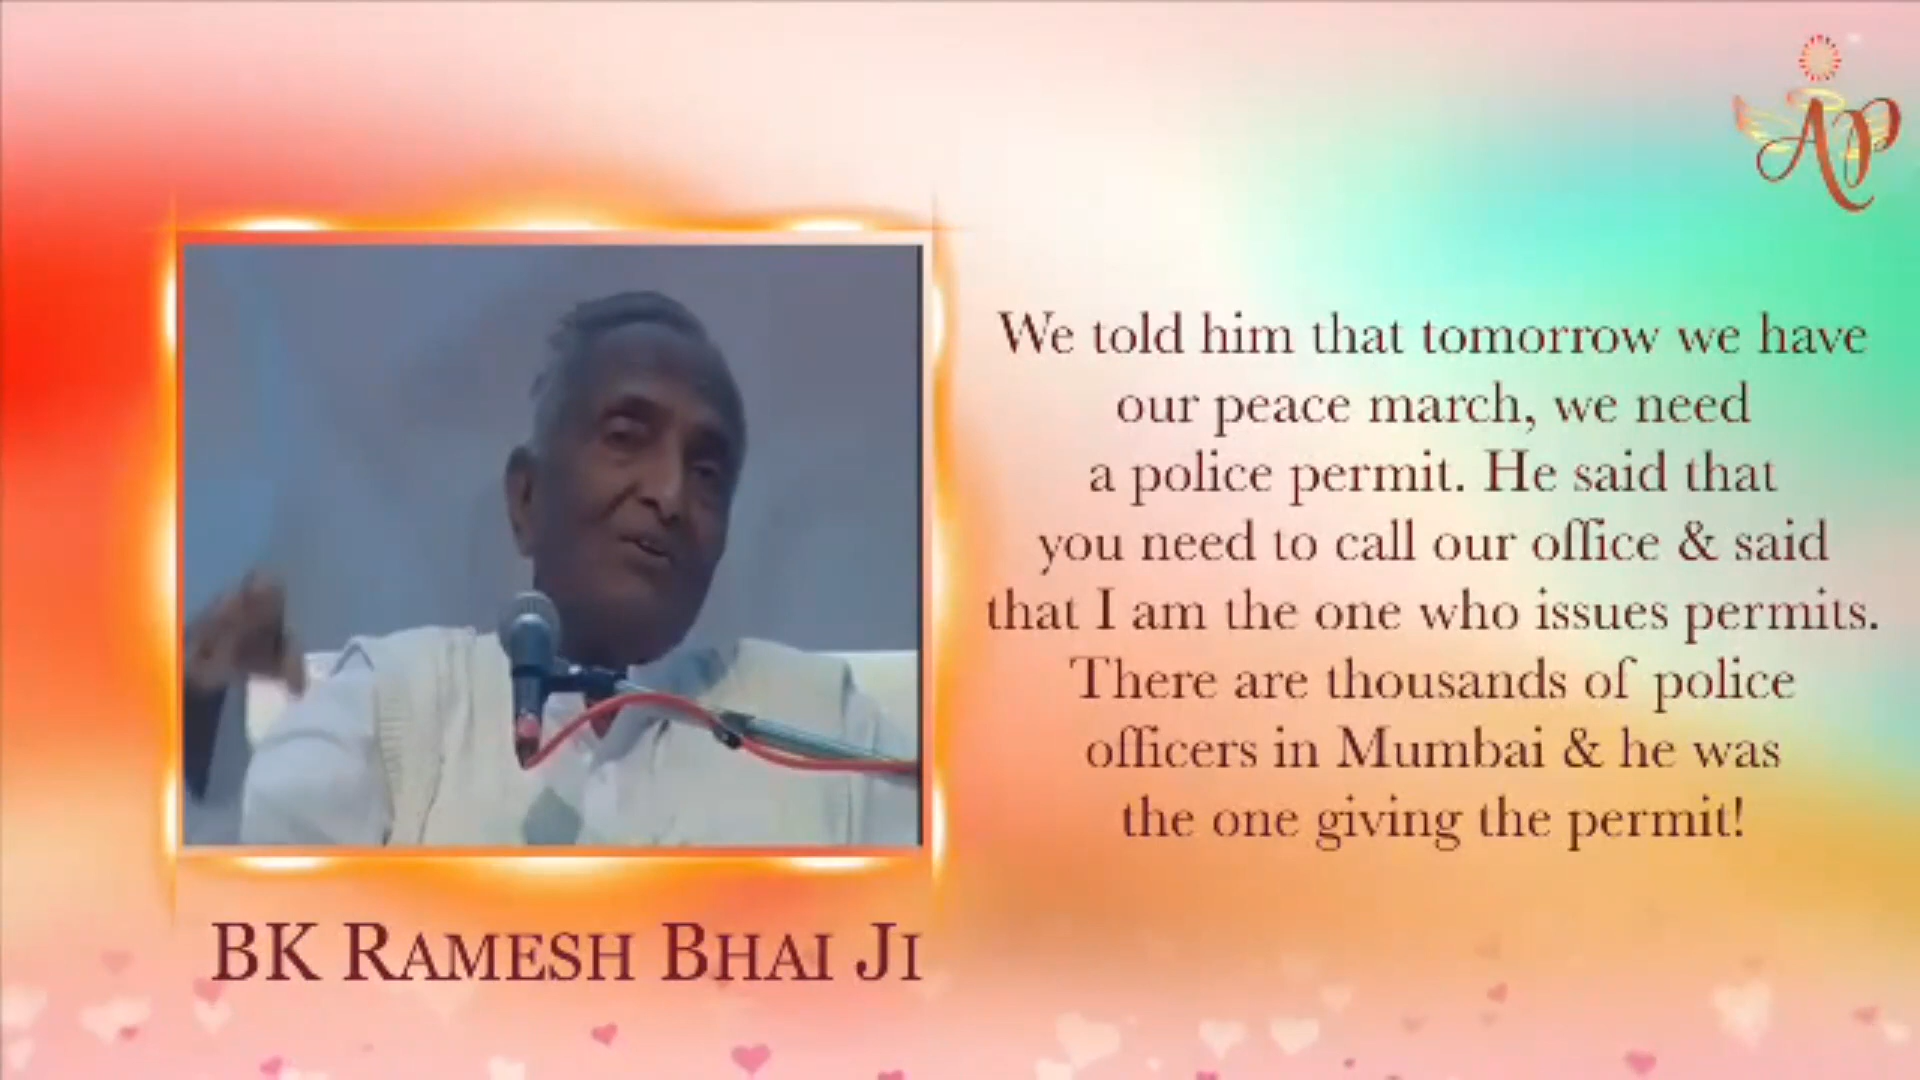 AP
We told him that tomorrow we have
our peace march, we need
a police permit. He said that
you need to call our office & said
that I am the one who issues permits.
There are thousands of police
officers in Mumbai & he was
the one giving the permit!
BK RAMESH BHAI JI